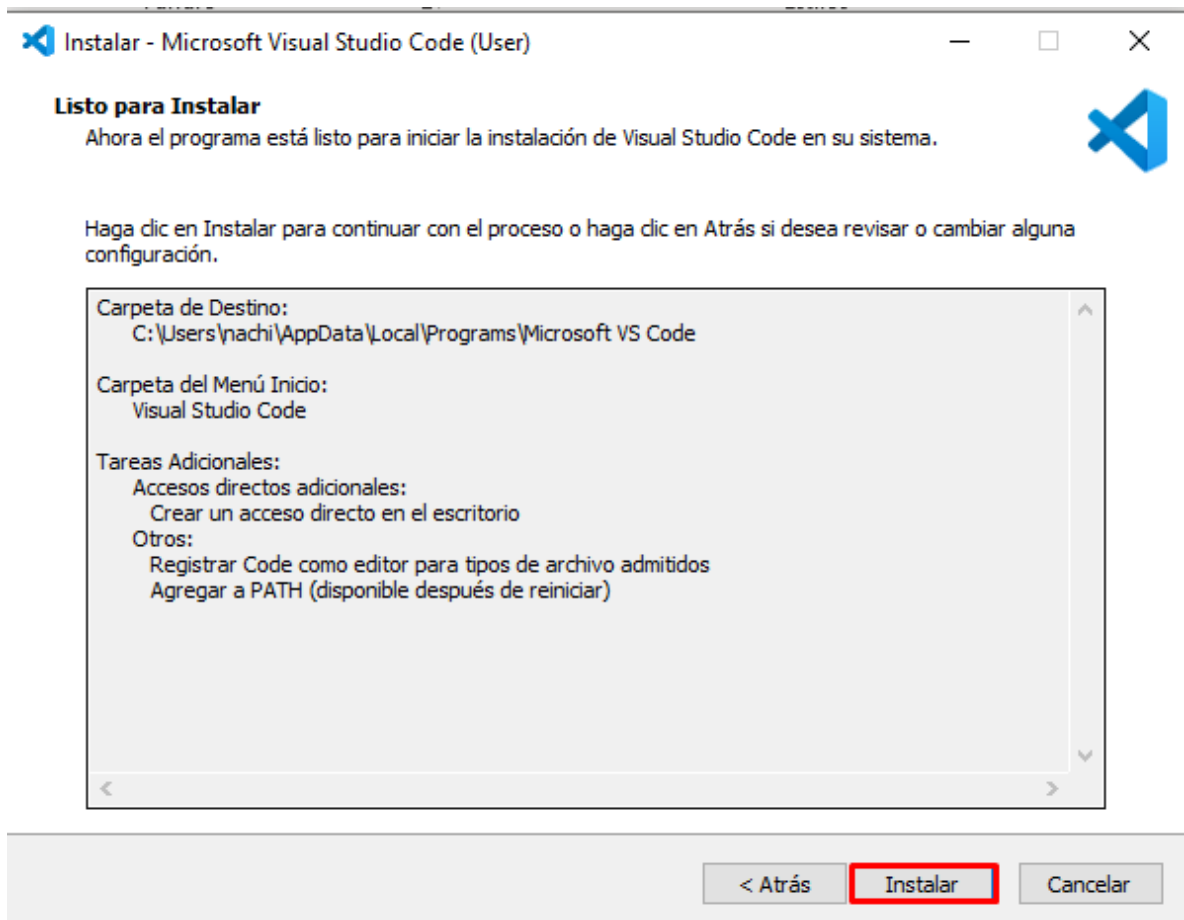 Instalar - Microsoft Visual Studio Code (User)
Listo para Instalar
Ahora el programa está listo para iniciar la instalación de Visual Studio Code en su sistema.
Haga clic en Instalar para continuar con el proceso o haga clic en Atrás si desea revisar o cambiar alguna
configuración.
Carpeta de Destino:
C:\Users\nachi\AppData\Local\Programs\Microsoft VS Code
Carpeta del Menú Inicio:
Visual Studio Code
Tareas Adicionales:
Accesos directos adicionales:
Crear un acceso directo en el escritorio
Otros:
Registrar Code como editor para tipos de archivo admitidos
Agregar a PATH (disponible después de reiniciar)
< Atrás
Instalar
Cancelar